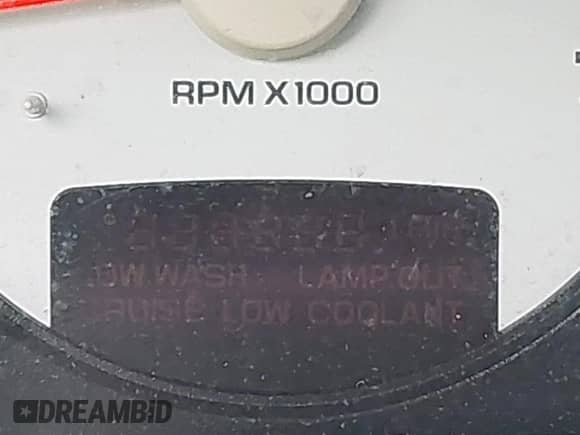 RPM X1000
LOW WASH LAMP OUT
CRUISE LOW COOLANT
DREAMBID